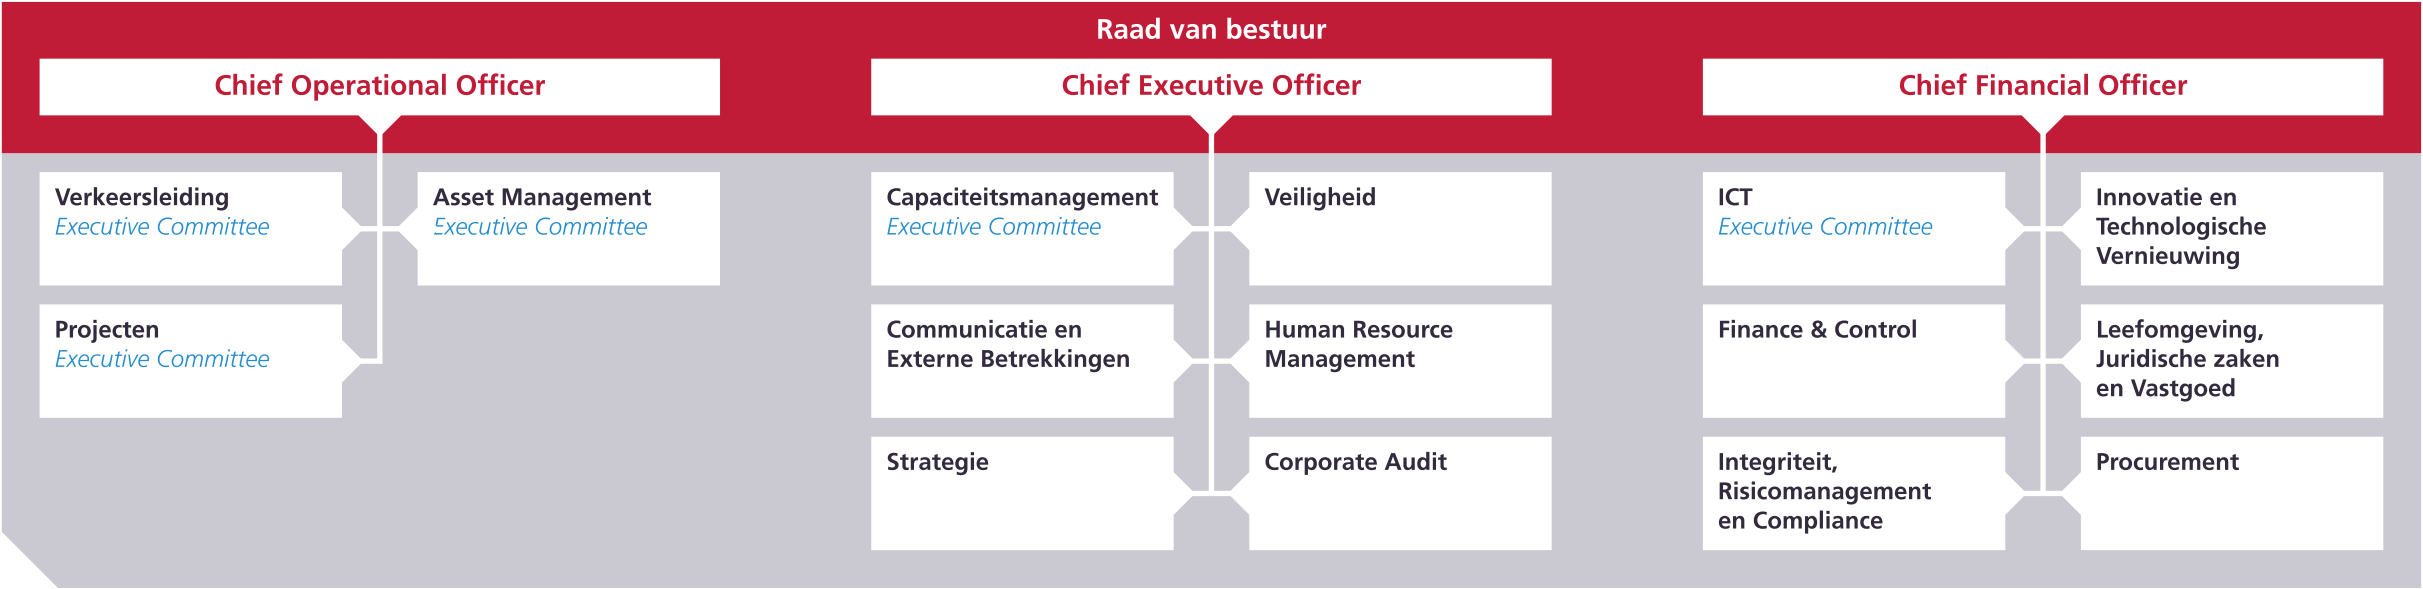 Raad van bestuur
Chief Operational Officer
Verkeersleiding
Executive Committee
Asset Management
Executive Committee
Projecten
Executive Committee
Chief Executive Officer
Capaciteitsmanagement
Executive Committee
Veiligheid
Communicatie en
Externe Betrekkingen
Human Resource
Management
Strategie
Corporate Audit
Chief Financial Officer
ICT
Executive Committee
Innovatie en
Technologische
Vernieuwing
Finance & Control
Leefomgeving,
Juridische zaken
en Vastgoed
Integriteit,
Risicomanagement
en Compliance
Procurement